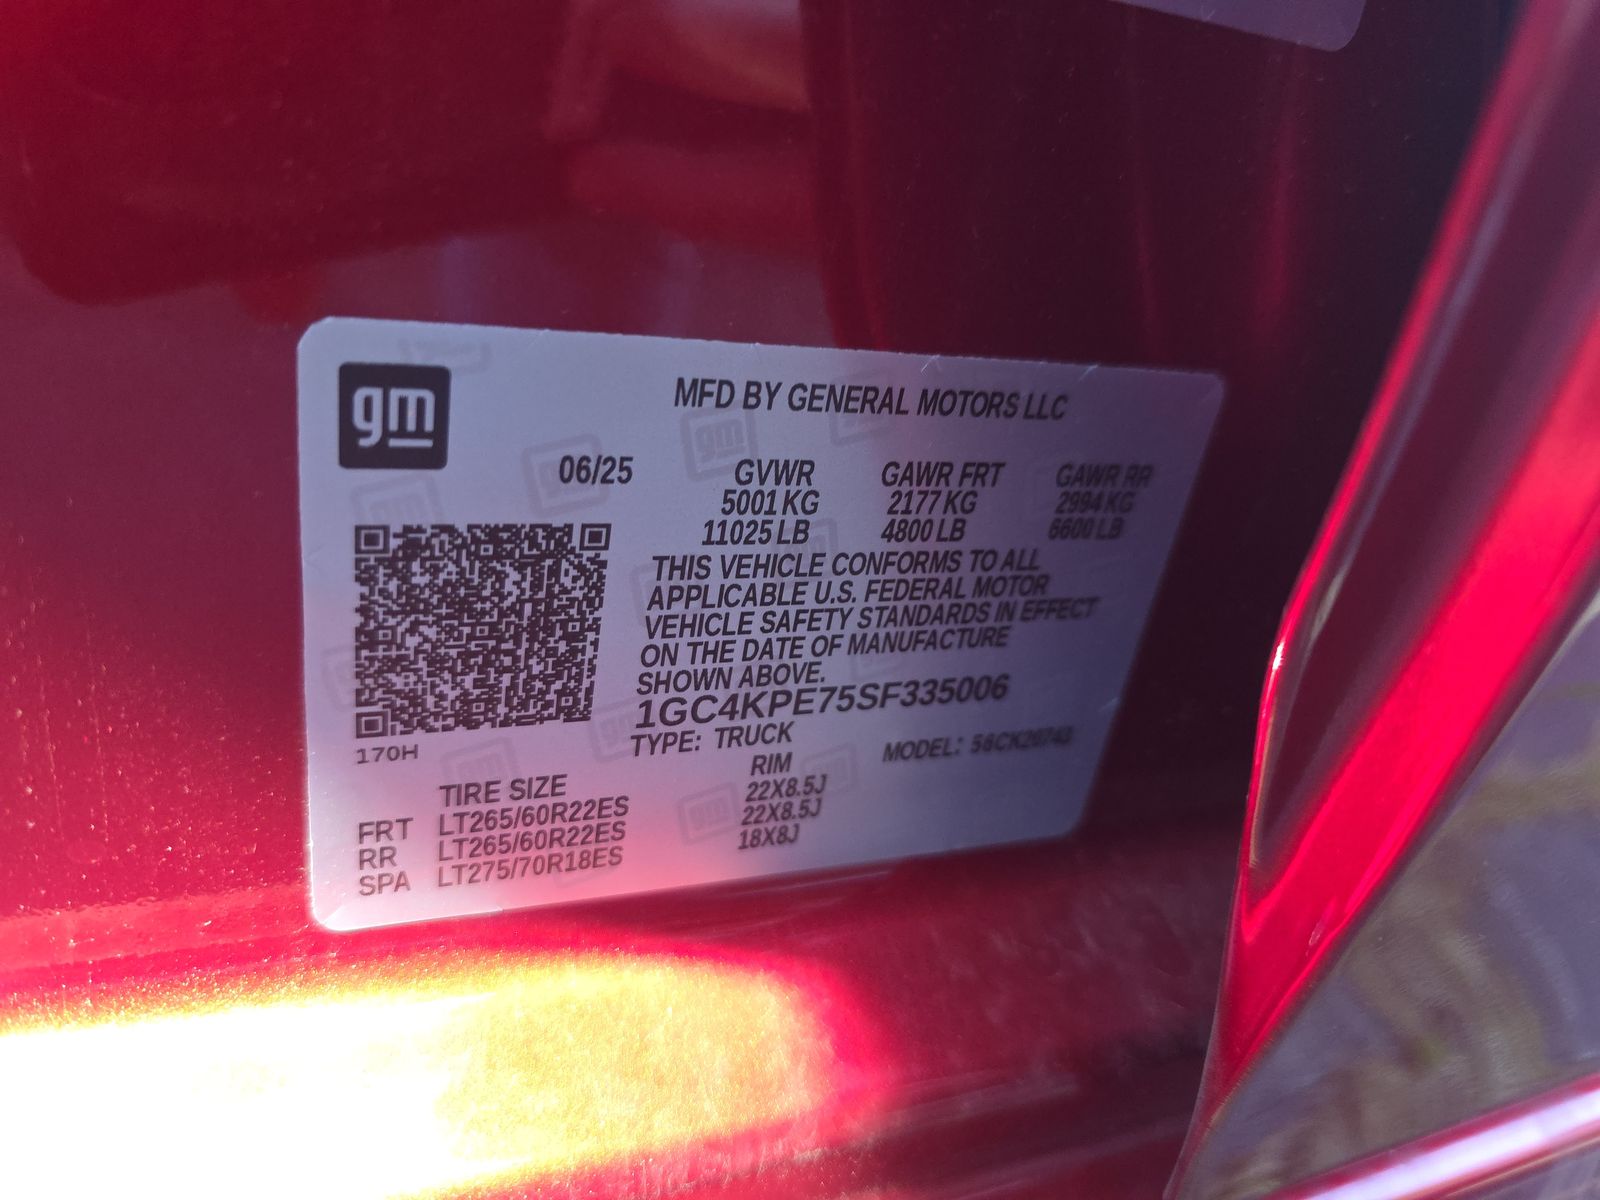 gm
MFD BY GENERAL MOTORS LLC
06/25 GVWR GAWR FRT GAWR RR
5001 KG 2177 KG 2994 KG
11025 LB 4800 LB 6600 LB
THIS VEHICLE CONFORMS TO ALL
APPLICABLE U.S. FEDERAL MOTOR
VEHICLE SAFETY STANDARDS IN EFFECT
ON THE DATE OF MANUFACTURE
SHOWN ABOVE.
1GC4KPE75SF335006
170H
TYPE: TRUCK MODEL:
TIRE SIZE RIM
FRT LT265/60R22ES 22X8.5J
RR LT265/60R22ES 22X8.5J
SPA LT275/70R18ES 18X8J